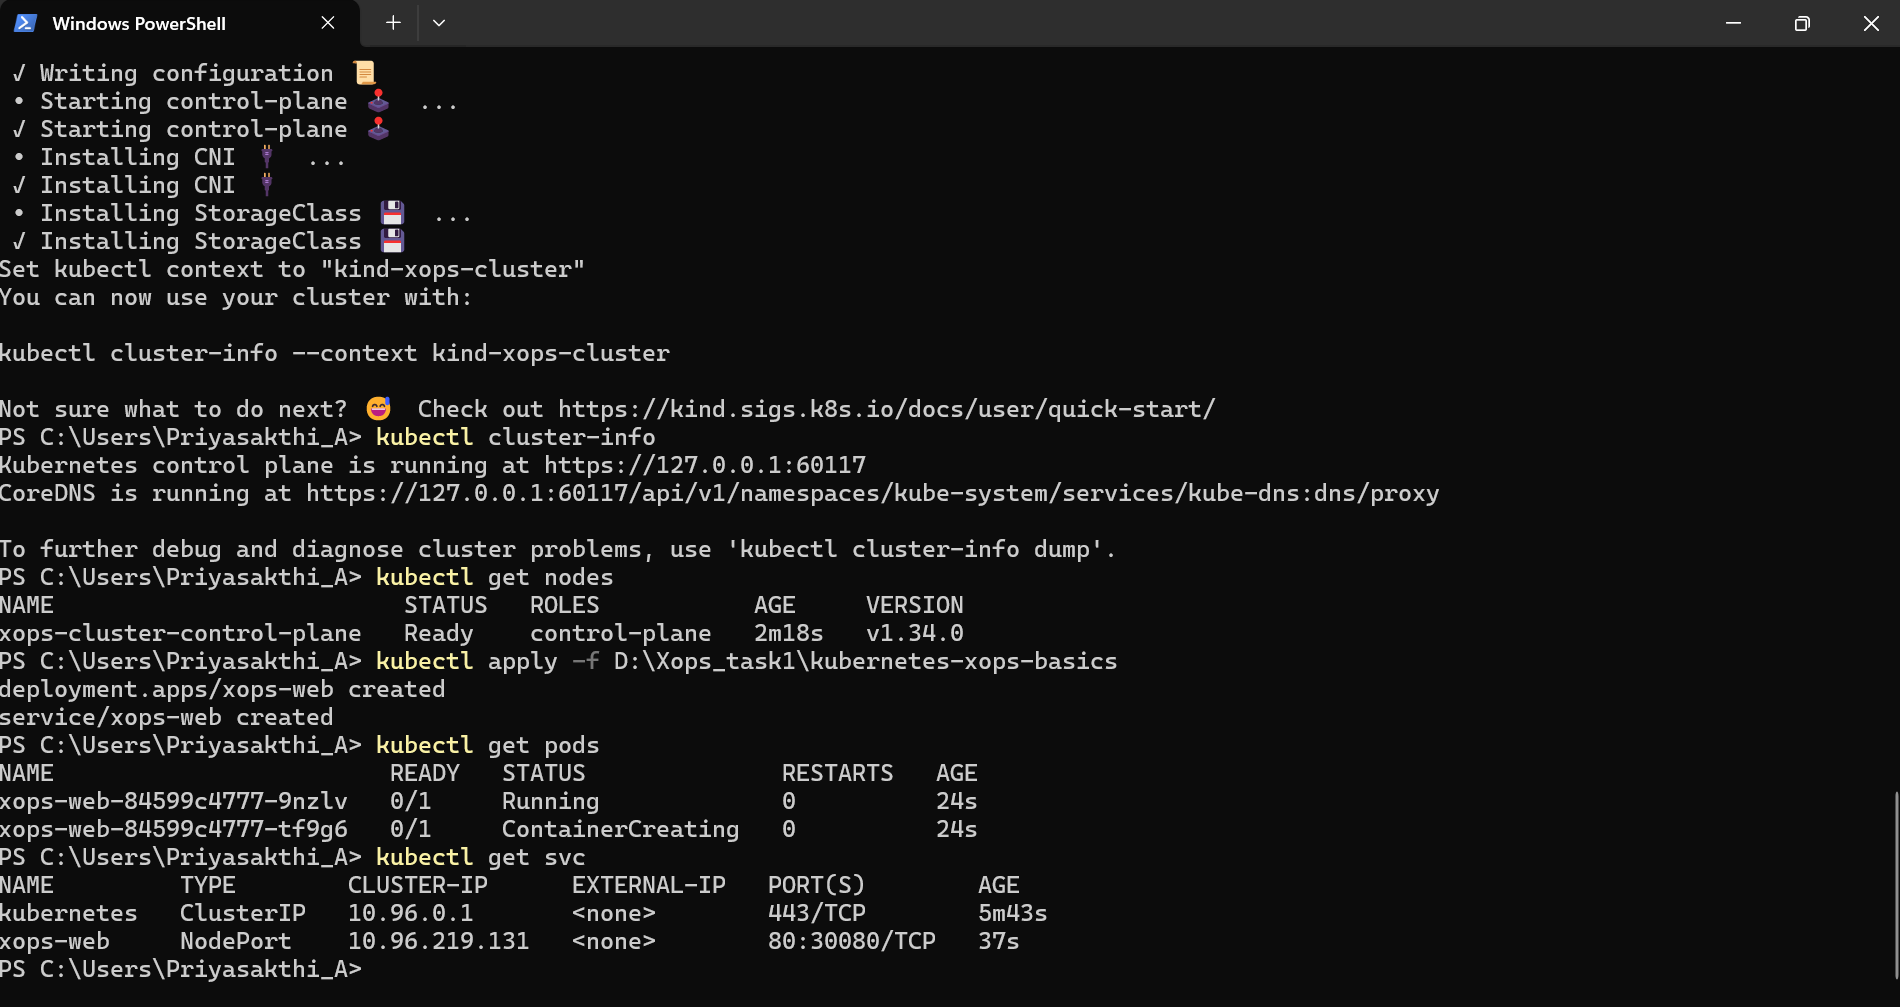 Windows PowerShell
√ Writing configuration 📜
• Starting control-plane 🕹️ ...
√ Starting control-plane 🕹️
• Installing CNI 🔌 ...
√ Installing CNI 🔌
• Installing StorageClass 💾 ...
√ Installing StorageClass 💾
Set kubectl context to "kind-xops-cluster"
You can now use your cluster with:
kubectl cluster-info --context kind-xops-cluster
Not sure what to do next? 😅 Check out https://kind.sigs.k8s.io/docs/user/quick-start/
PS C:\Users\Priyasakthi_A> kubectl cluster-info
Kubernetes control plane is running at https://127.0.0.1:60117
CoreDNS is running at https://127.0.0.1:60117/api/v1/namespaces/kube-system/services/kube-dns:dns/proxy
To further debug and diagnose cluster problems, use 'kubectl cluster-info dump'.
PS C:\Users\Priyasakthi_A> kubectl get nodes
NAME STATUS ROLES AGE VERSION
xops-cluster-control-plane Ready control-plane 2m18s v1.34.0
PS C:\Users\Priyasakthi_A> kubectl apply -f D:\Xops_task1\kubernetes-xops-basics
deployment.apps/xops-web created
service/xops-web created
PS C:\Users\Priyasakthi_A> kubectl get pods
NAME READY STATUS RESTARTS AGE
xops-web-84599c4777-9nzlv 0/1 Running 0 24s
xops-web-84599c4777-tf9g6 0/1 ContainerCreating 0 24s
PS C:\Users\Priyasakthi_A> kubectl get svc
NAME TYPE CLUSTER-IP EXTERNAL-IP PORT(S) AGE
kubernetes ClusterIP 10.96.0.1 <none> 443/TCP 5m43s
xops-web NodePort 10.96.219.131 <none> 80:30080/TCP 37s
PS C:\Users\Priyasakthi_A>